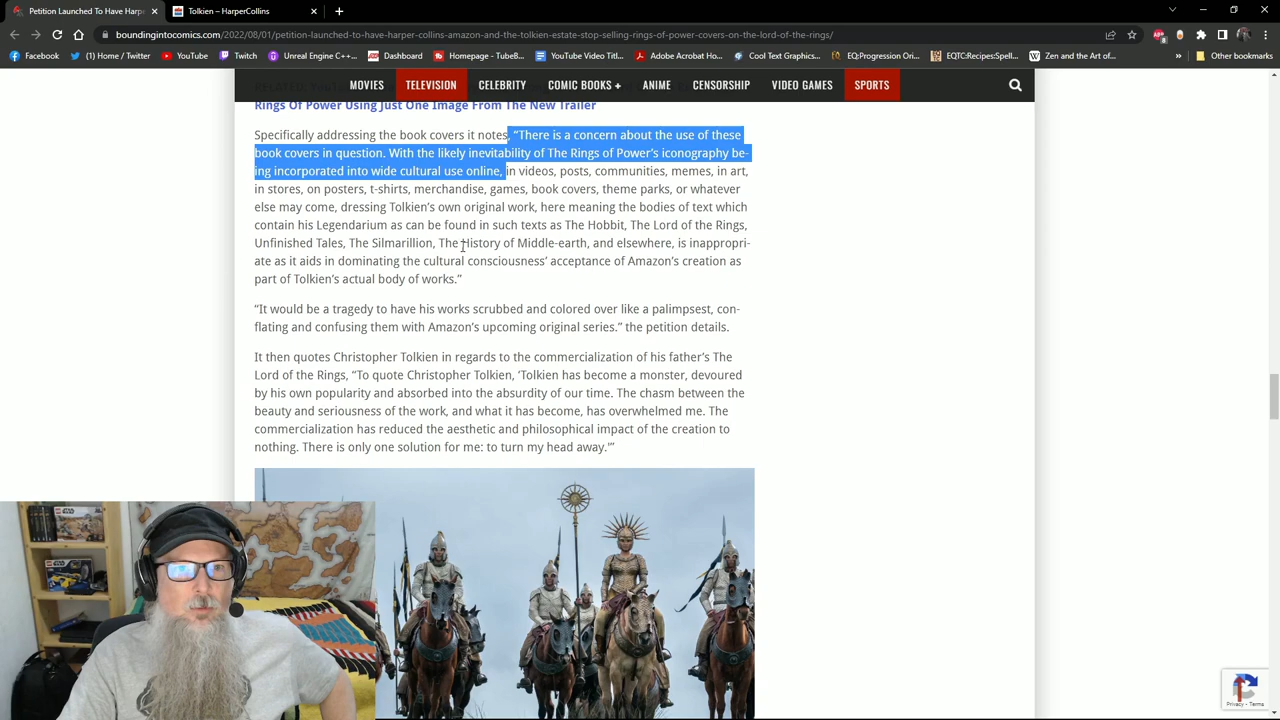 Petition Launched To Have Harp
Tolkien – HarperCollins
boundingintocomics.com/2022/08/01/petition-launched-to-have-harper-collins-amazon-and-the-tolkien-estate-stop-selling-rings-of-power-covers-on-the-lord-of-the-rings/
Facebook (1) Home / Twitter YouTube Twitch Google Contacts Dashboard YouTube Video Title Adobe Acrobat Ho... Cool Text Graphics... EQ:Progression Ori... EQTC:Recipes:Spell... Wizard » Other bookmarks
MOVIES TELEVISION CELEBRITY COMIC BOOKS + ANIME CENSORSHIP VIDEO GAMES SPORTS
Rings Of Power Using Just One Image From The New Trailer
Specifically addressing the book covers it notes, “There is a concern about the use of these
book covers in question. With the likely inevitability of The Rings of Power’s iconography be-
ing incorporated into wide cultural use online, in videos, posts, communities, memes, in art,
in stores, on posters, t-shirts, merchandise, games, book covers, theme parks, or whatever
else may come, dressing Tolkien’s own original work, here meaning the bodies of text which
contain his Legendarium as can be found in such texts as The Hobbit, The Lord of the Rings,
Unfinished Tales, The Silmarillion, The History of Middle-earth, and elsewhere, is inappropri-
ate as it aids in dominating the cultural consciousness’ acceptance of Amazon’s creation as
part of Tolkien’s actual body of works.”
“It would be a tragedy to have his works scrubbed and colored over like a palimpsest, con-
flating and confusing them with Amazon’s upcoming original series.” the petition details.
It then quotes Christopher Tolkien in regards to the commercialization of his father’s The
Lord of the Rings, “To quote Christopher Tolkien, ‘Tolkien has become a monster, devoured
by his own popularity and absorbed into the absurdity of our time. The chasm between the
beauty and seriousness of the work, and what it has become, has overwhelmed me. The
commercialization has reduced the aesthetic and philosophical impact of the creation to
nothing. There is only one solution for me: to turn my head away.’”
Privacy - Terms